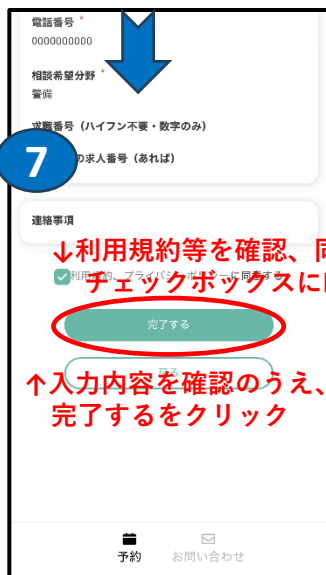 電話番号 *
0000000000
相談希望分野 *
警備
求職番号（ハイフン不要・数字のみ）
7
の求人番号（あれば）
連絡事項
↓利用規約等を確認、同
利用規約、プライバシーポリシーに同意する
チェックボックスに
完了する
戻る
↑入力内容を確認のうえ、
完了するをクリック
予約
お問い合わせ